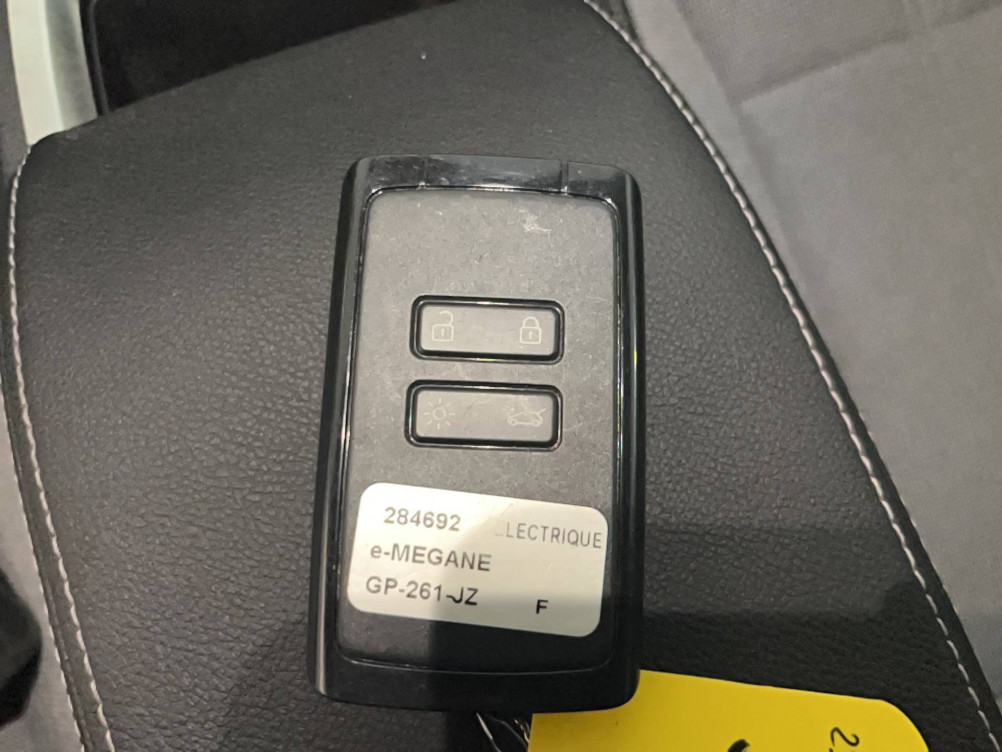 284692 ELECTRIQUE
e-MEGANE
GP-261-JZ F